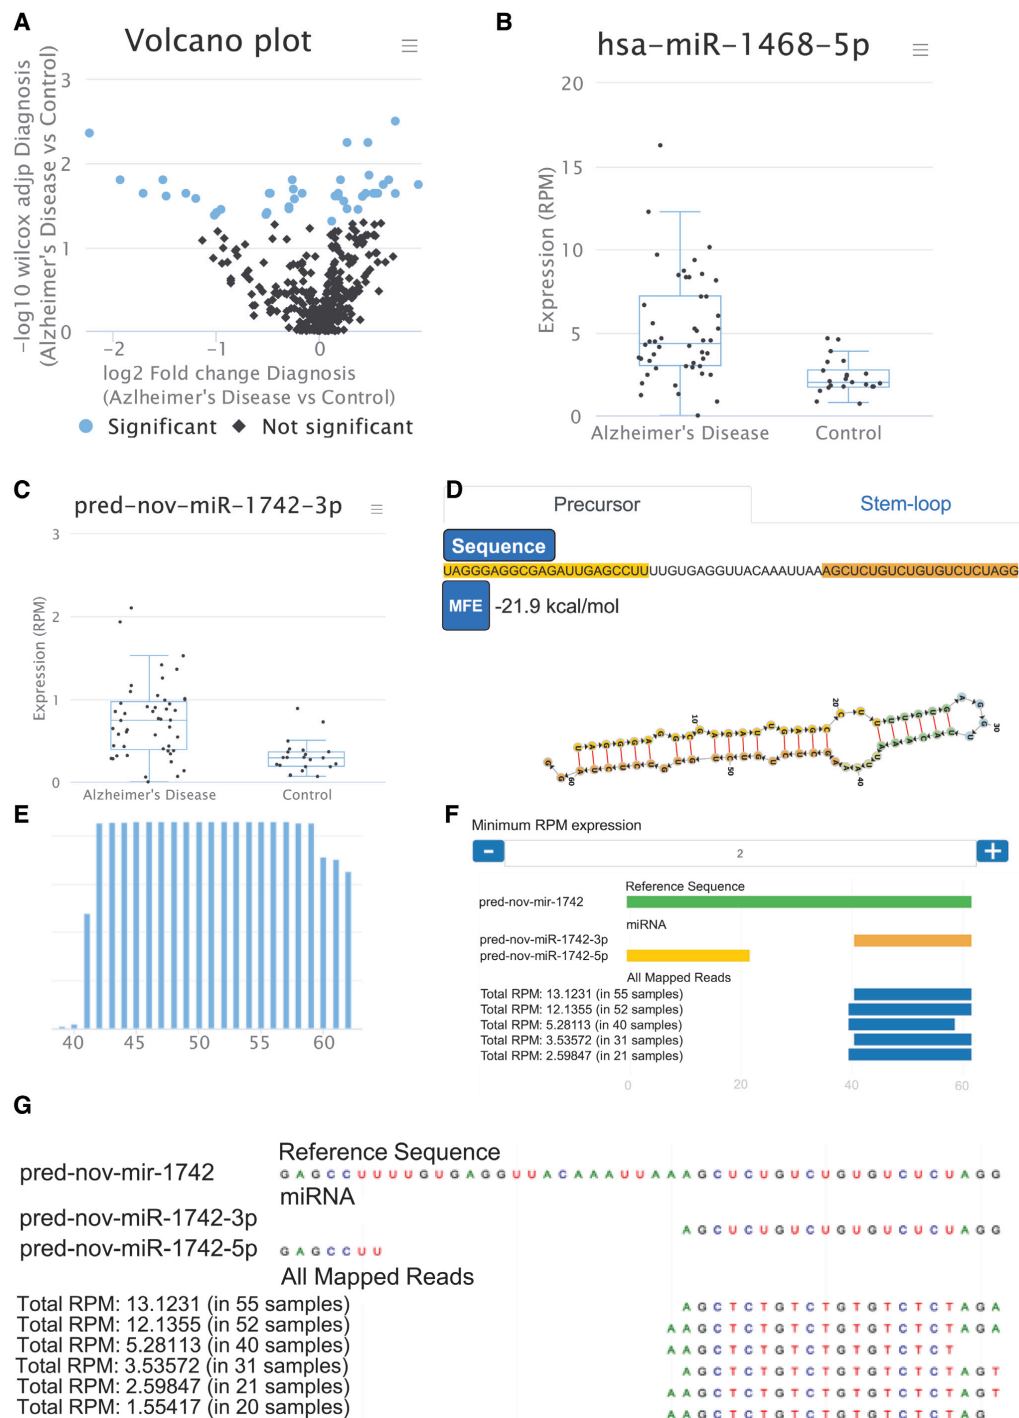 A
Volcano plot
-log10 wilcox adjp Diagnosis
(Alzheimer's Disease vs Control)
3
2
1
0
-2
-1
0
log2 Fold change Diagnosis
(Azlheimer's Disease vs Control)
Significant
Not significant
B
hsa-miR-1468-5p
Expression (RPM)
20
15
10
5
0
Alzheimer's Disease
Control
C
pred-nov-miR-1742-3p
Expression (RPM)
3
2
1
0
Alzheimer's Disease
Control
D
Precursor
Stem-loop
Sequence
UAGGGAGGCGAGAUUGAGCCUUUUGUGAGGUUACAAAUUAAAGCUCUGUCUGUGUCUCUAGG
MFE
-21.9 kcal/mol
10
20
30
40
50
60
E
40
45
50
55
60
F
Minimum RPM expression
-
2
+
Reference Sequence
pred-nov-mir-1742
miRNA
pred-nov-miR-1742-3p
pred-nov-miR-1742-5p
All Mapped Reads
Total RPM: 13.1231 (in 55 samples)
Total RPM: 12.1355 (in 52 samples)
Total RPM: 5.28113 (in 40 samples)
Total RPM: 3.53572 (in 31 samples)
Total RPM: 2.59847 (in 21 samples)
0
20
40
60
G
Reference Sequence
pred-nov-mir-1742 G A G C C U U U U G U G A G G U U A C A A A U U A A A G C U C U G U C U G U G U C U C U A G G
miRNA
pred-nov-miR-1742-3p A G C U C U G U C U G U G U C U C U A G G
pred-nov-miR-1742-5p G A G C C U U
All Mapped Reads
Total RPM: 13.1231 (in 55 samples) A G C T C T G T C T G T G T C T C T A G A
Total RPM: 12.1355 (in 52 samples) A A G C T C T G T C T G T G T C T C T A G A
Total RPM: 5.28113 (in 40 samples) A A G C T C T G T C T G T G T C T C T
Total RPM: 3.53572 (in 31 samples) A G C T C T G T C T G T G T C T C T A G T
Total RPM: 2.59847 (in 21 samples) A A G C T C T G T C T G T G T C T C T A G T
Total RPM: 1.55417 (in 20 samples) A A G C T C T G T C T G T G T C T C T A G